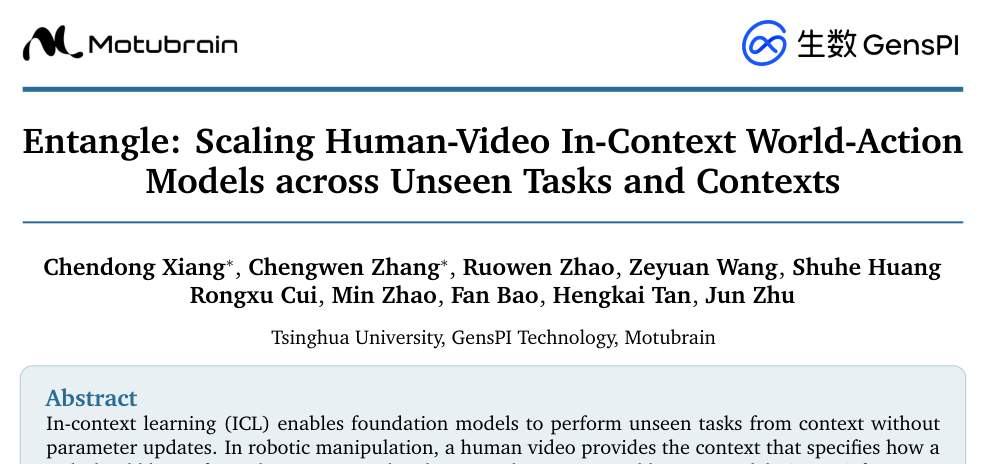 Motubrain
生数 GensPI
Entangle: Scaling Human-Video In-Context World-Action
Models across Unseen Tasks and Contexts
Chendong Xiang*, Chengwen Zhang*, Ruowen Zhao, Zeyuan Wang, Shuhe Huang
Rongxu Cui, Min Zhao, Fan Bao, Hengkai Tan, Jun Zhu
Tsinghua University, GensPI Technology, Motubrain
Abstract
In-context learning (ICL) enables foundation models to perform unseen tasks from context without
parameter updates. In robotic manipulation, a human video provides the context that specifies how a